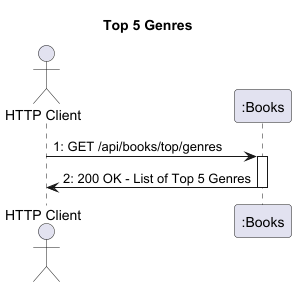 Top 5 Genres
HTTP Client
:Books
1: GET /api/books/top/genres
2: 200 OK - List of Top 5 Genres
HTTP Client
:Books